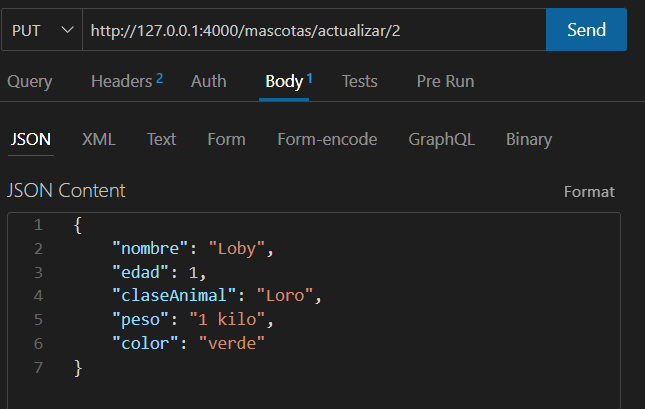 PUT http://127.0.0.1:4000/mascotas/actualizar/2 Send
Query Headers 2 Auth Body 1 Tests Pre Run
JSON XML Text Form Form-encode GraphQL Binary
JSON Content Format
1 {
2 "nombre": "Loby",
3 "edad": 1,
4 "claseAnimal": "Loro",
5 "peso": "1 kilo",
6 "color": "verde"
7 }